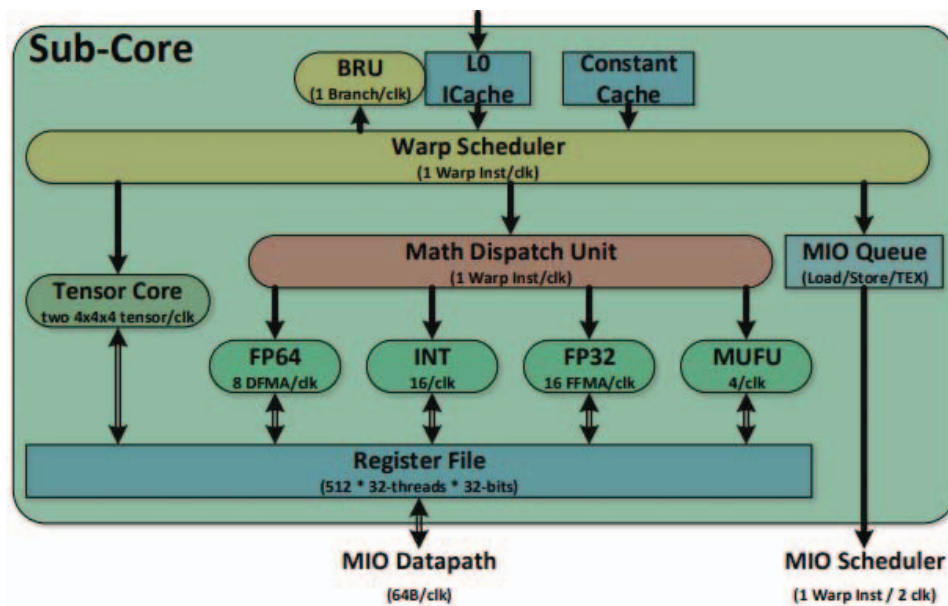 Sub-Core
BRU
(1 Branch/clk)
L0
ICache
Constant
Cache
Warp Scheduler
(1 Warp Inst/clk)
Math Dispatch Unit
(1 Warp Inst/clk)
MIO Queue
(Load/Store/TEX)
Tensor Core
two 4x4x4 tensor/clk
FP64
8 DFMA/clk
INT
16/clk
FP32
16 FFMA/clk
MUFU
4/clk
Register File
(512 * 32-threads * 32-bits)
MIO Datapath
(64B/clk)
MIO Scheduler
(1 Warp Inst / 2 clk)